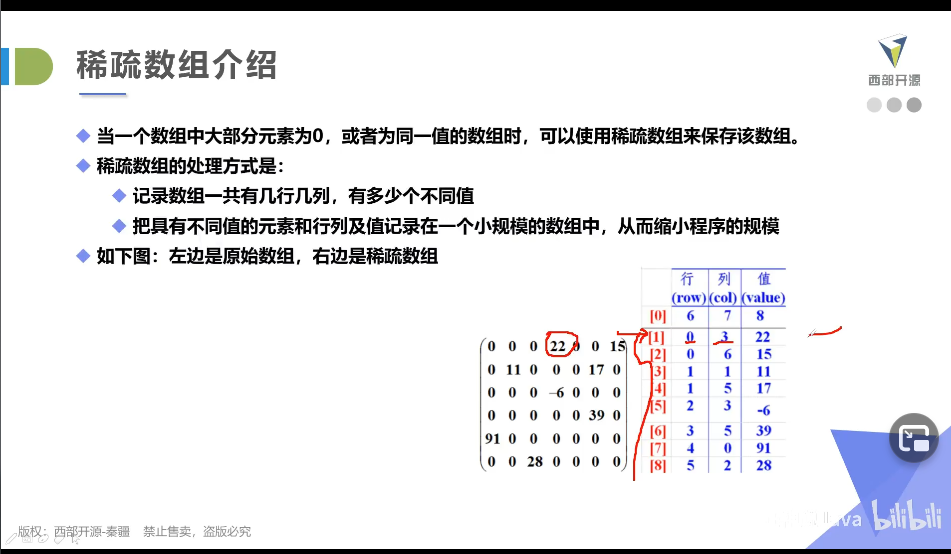 稀疏数组介绍
西部开源
当一个数组中大部分元素为0，或者为同一值的数组时，可以使用稀疏数组来保存该数组。
稀疏数组的处理方式是：
记录数组一共有几行几列，有多少个不同值
把具有不同值的元素和行列及值记录在一个小规模的数组中，从而缩小程序的规模
如下图：左边是原始数组，右边是稀疏数组
0 0 0 22 0 0 15
0 11 0 0 0 17 0
0 0 0 –6 0 0 0
0 0 0 0 0 39 0
91 0 0 0 0 0 0
0 0 28 0 0 0 0
行 列 值
(row) (col) (value)
[0] 6 7 8
[1] 0 3 22
[2] 0 6 15
[3] 1 1 11
[4] 1 5 17
[5] 2 3 -6
[6] 3 5 39
[7] 4 0 91
[8] 5 2 28
版权：西部开源-秦疆 禁止售卖，盗版必究
bilibili